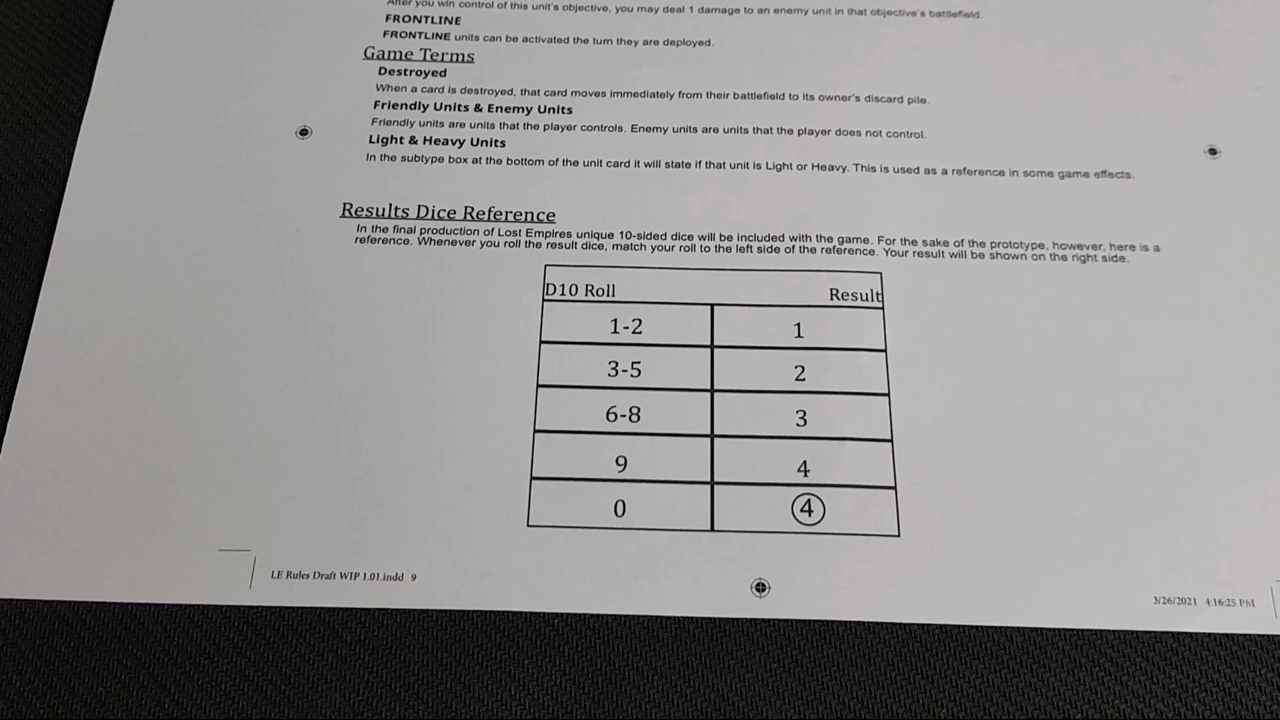 After you win control of this unit's objective, you may deal 1 damage to an enemy unit in that objective's battlefield.
FRONTLINE
FRONTLINE units can be activated the turn they are deployed.
Game Terms
Destroyed
When a card is destroyed, that card moves immediately from their battlefield to its owner's discard pile.
Friendly Units & Enemy Units
Friendly units are units that the player controls. Enemy units are units that the player does not control.
Light & Heavy Units
In the subtype box at the bottom of the unit card it will state if that unit is Light or Heavy. This is used as a reference in some game effects.
Results Dice Reference
In the final production of Lost Empires unique 10-sided dice will be included with the game. For the sake of the prototype, however, here is a
reference. Whenever you roll the result dice, match your roll to the left side of the reference. Your result will be shown on the right side.
D10 Roll Result
1-2 1
3-5 2
6-8 3
9 4
0 4
LE Rules Draft WIP 1.01.indd 9
3/26/2021 4:16:25 PM